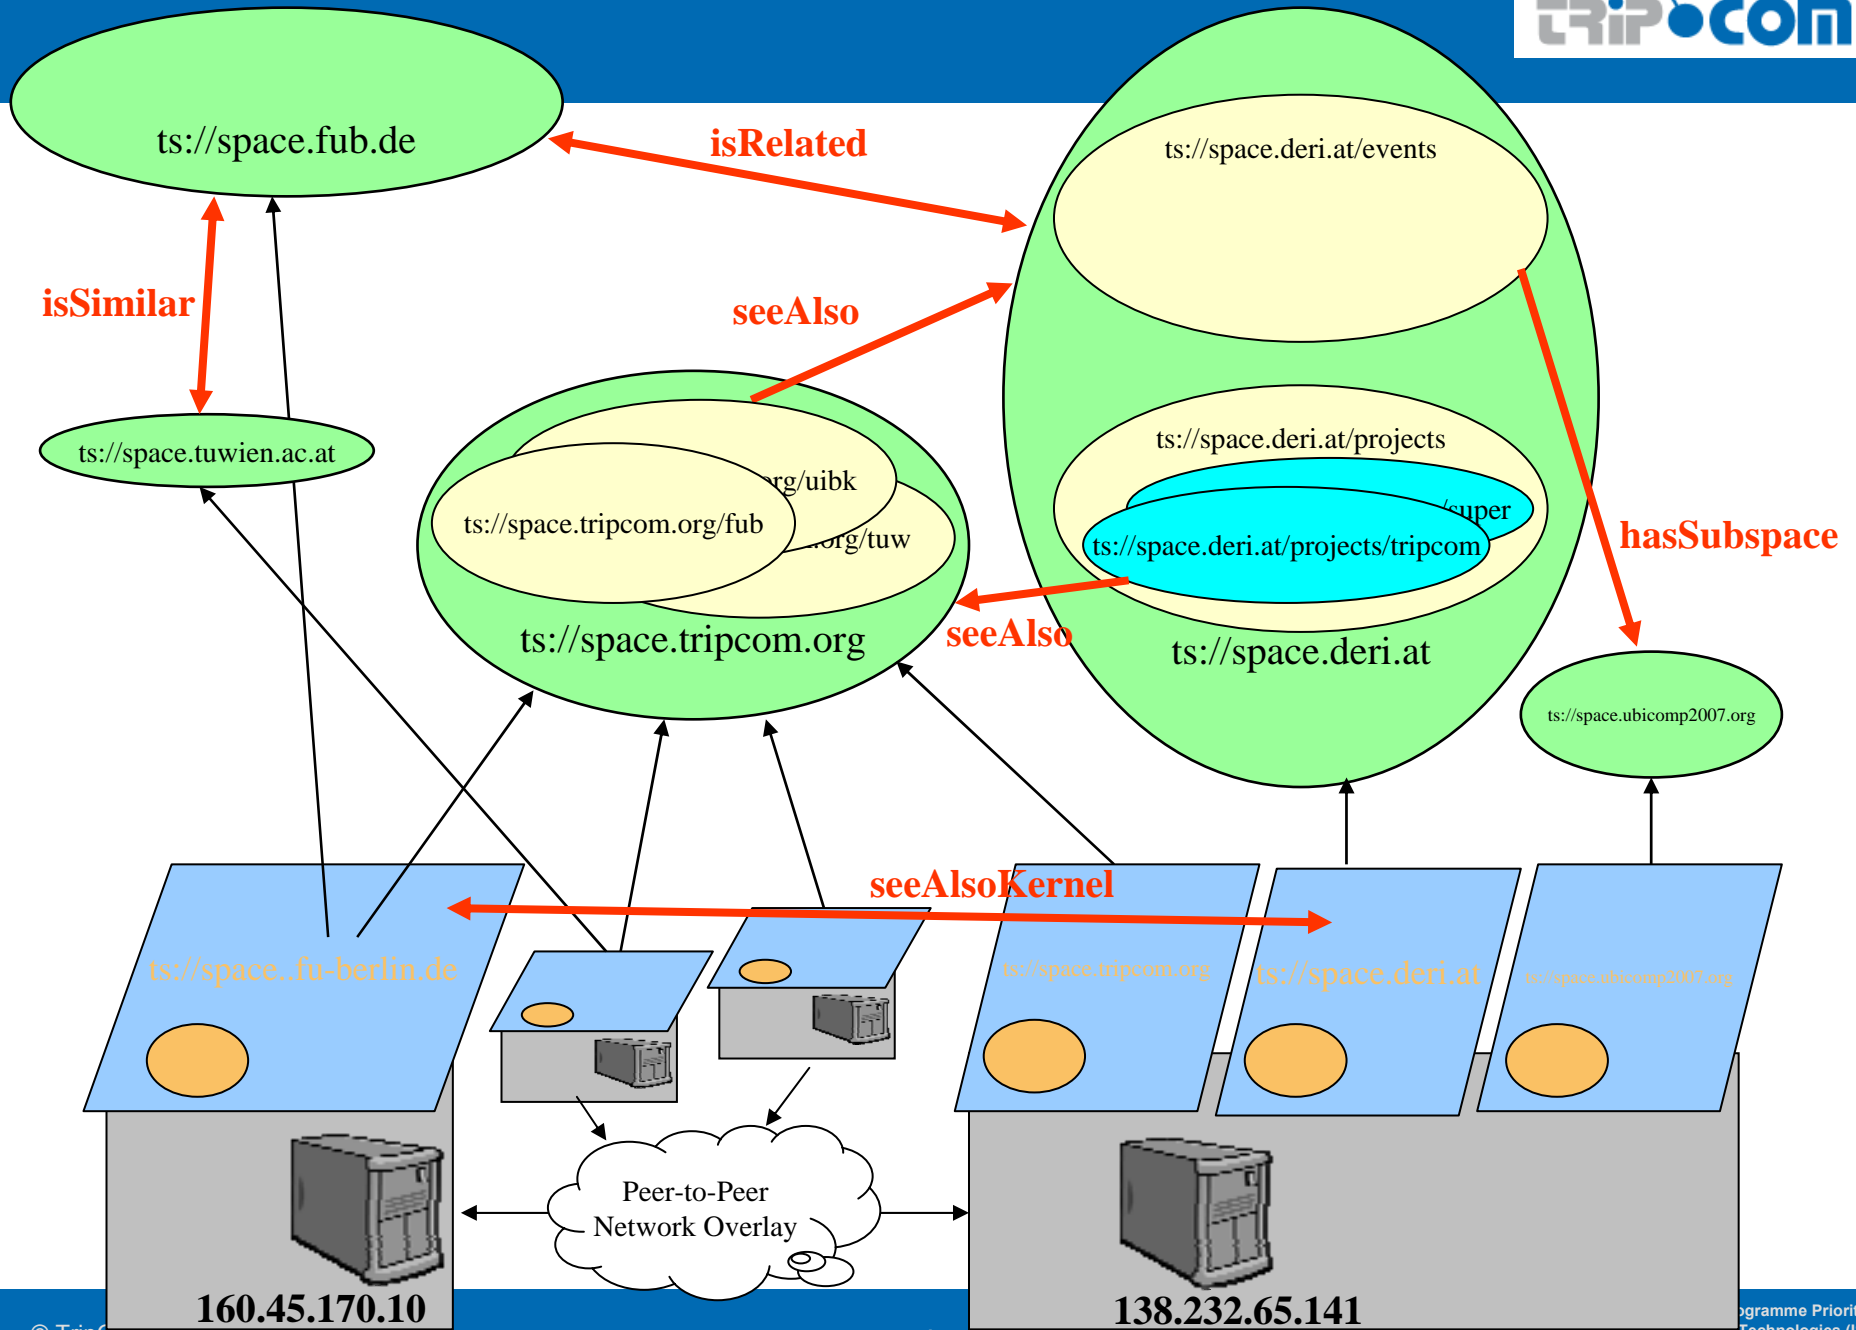 TRIPCOM
ts://space.fub.de
isRelated
ts://space.deri.at/events
isSimilar
seeAlso
ts://space.tuwien.ac.at
ts://space.deri.at/projects
org/uibk
/super
ts://space.tripcom.org/fub
.org/tuw
ts://space.deri.at/projects/tripcom
hasSubspace
seeAlso
ts://space.tripcom.org
ts://space.deri.at
ts://space.ubicomp2007.org
seeAlsoKernel
ts://space..fu-berlin.de
ts://space.tripcom.org
ts://space.deri.at
ts://space.ubicomp2007.org
Peer-to-Peer
Network Overlay
160.45.170.10
138.232.65.141
ogramme Priorit
©